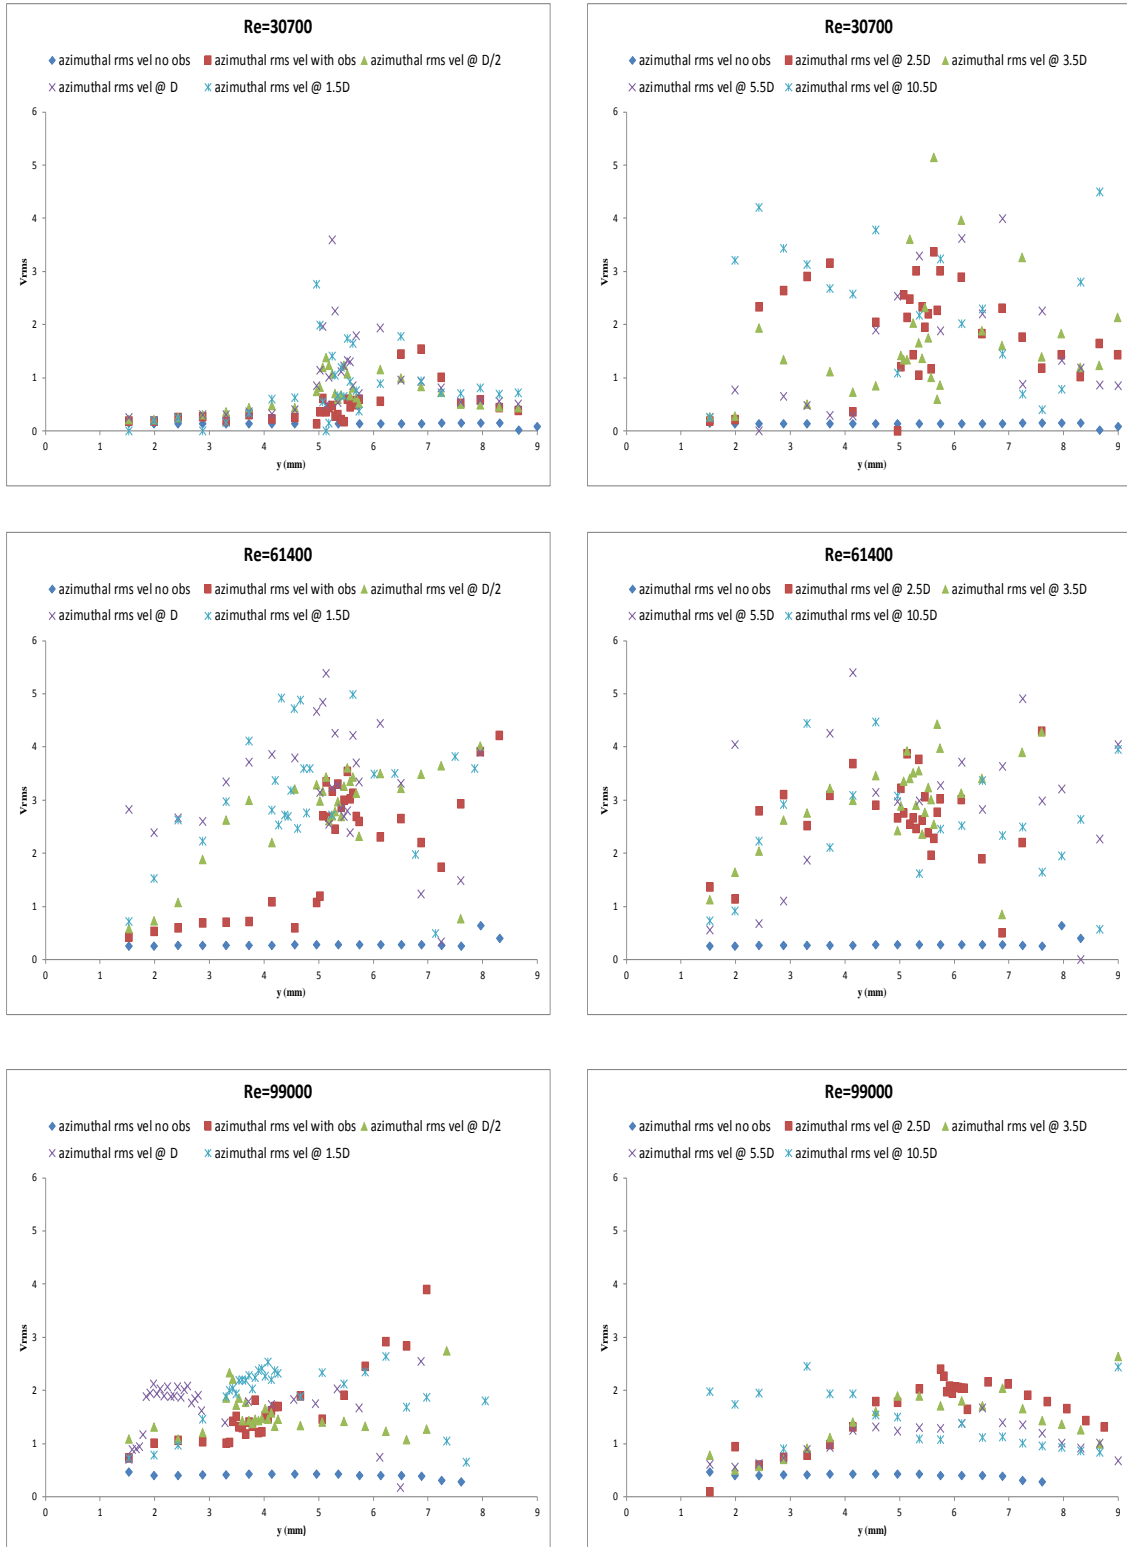 Re=30700
azimuthal rms vel no obs azimuthal rms vel with obs azimuthal rms vel @ D/2
azimuthal rms vel @ D azimuthal rms vel @ 1.5D
6
5
4
3
2
1
0
Vrms
0 1 2 3 4 5 6 7 8 9
y (mm)
Re=30700
azimuthal rms vel no obs azimuthal rms vel @ 2.5D azimuthal rms vel @ 3.5D
azimuthal rms vel @ 5.5D azimuthal rms vel @ 10.5D
6
5
4
3
2
1
0
Vrms
0 1 2 3 4 5 6 7 8 9
y (mm)
Re=61400
azimuthal rms vel no obs azimuthal rms vel with obs azimuthal rms vel @ D/2
azimuthal rms vel @ D azimuthal rms vel @ 1.5D
6
5
4
3
2
1
0
Vrms
0 1 2 3 4 5 6 7 8 9
y (mm)
Re=61400
azimuthal rms vel no obs azimuthal rms vel @ 2.5D azimuthal rms vel @ 3.5D
azimuthal rms vel @ 5.5D azimuthal rms vel @ 10.5D
6
5
4
3
2
1
0
Vrms
0 1 2 3 4 5 6 7 8 9
y (mm)
Re=99000
azimuthal rms vel no obs azimuthal rms vel with obs azimuthal rms vel @ D/2
azimuthal rms vel @ D azimuthal rms vel @ 1.5D
6
5
4
3
2
1
0
Vrms
0 1 2 3 4 5 6 7 8 9
y (mm)
Re=99000
azimuthal rms vel no obs azimuthal rms vel @ 2.5D azimuthal rms vel @ 3.5D
azimuthal rms vel @ 5.5D azimuthal rms vel @ 10.5D
6
5
4
3
2
1
0
Vrms
0 1 2 3 4 5 6 7 8 9
y (mm)